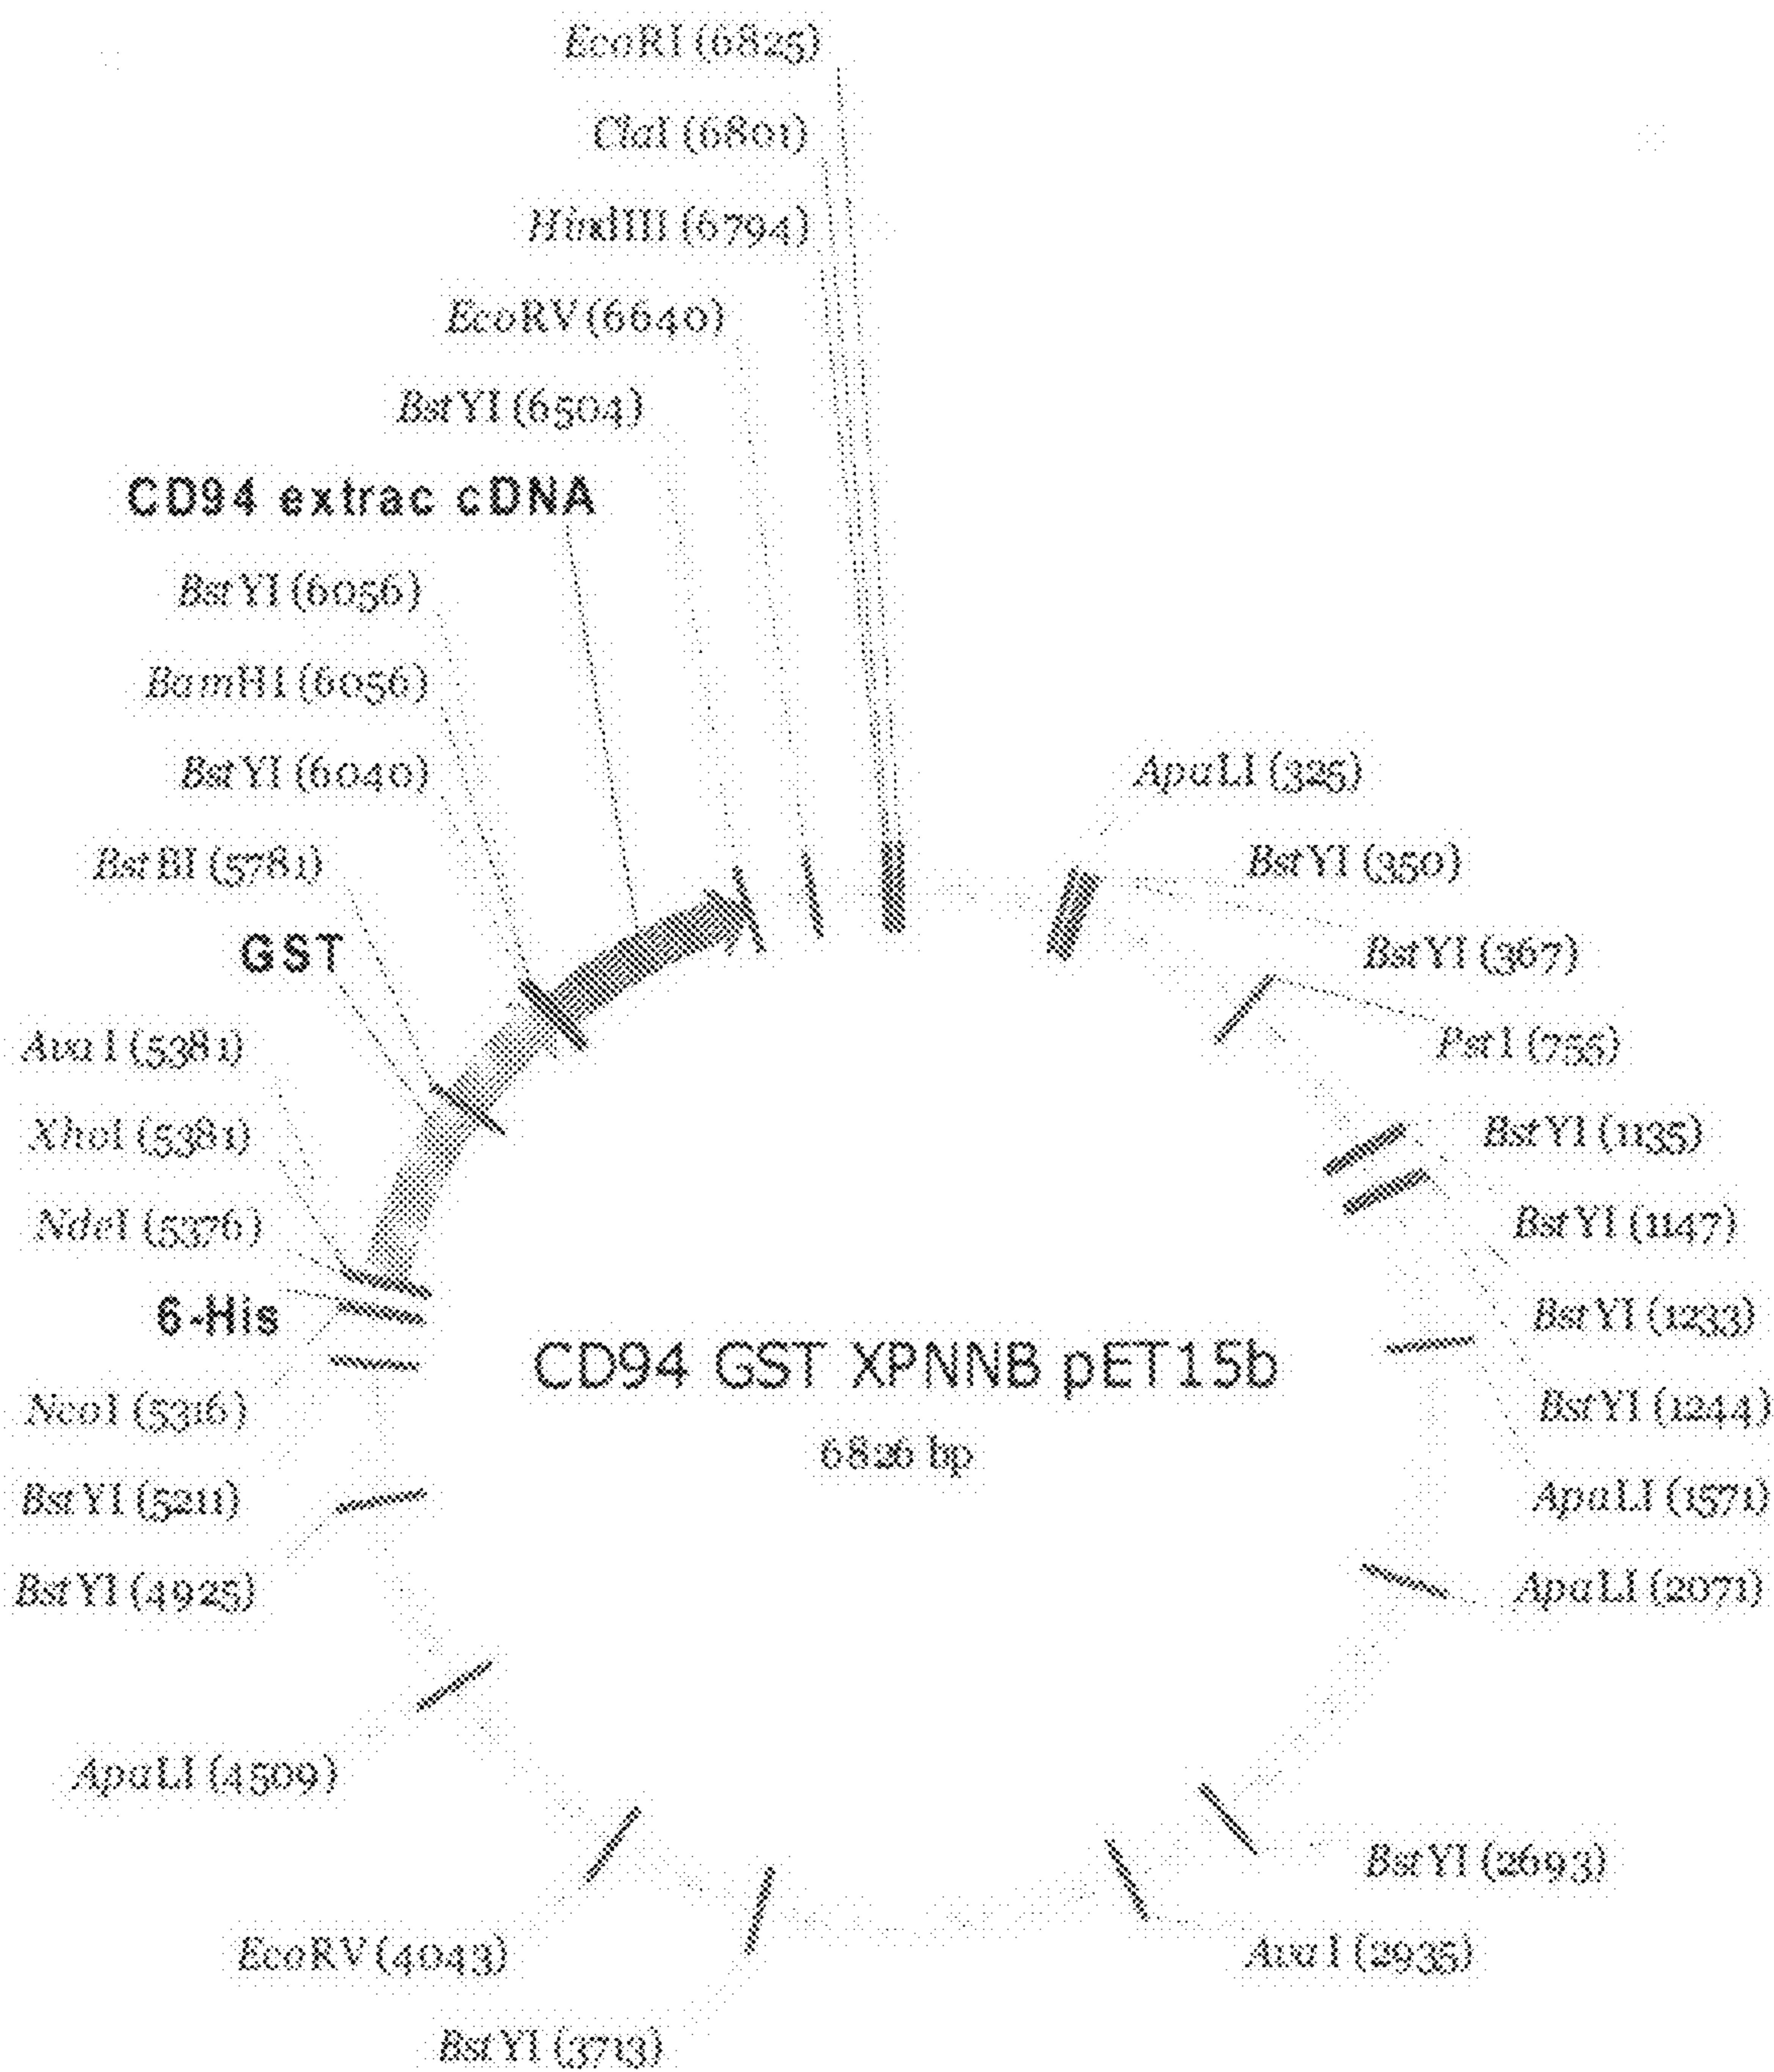 EcoRI (6825)
ClaI (6801)
HindIII (6794)
EcoRV (6640)
BstYI (6504)
CD94 extrac cDNA
BstYI (6056)
BamHI (6056)
BstYI (6040)
BstBI (5781)
GST
AvaI (5381)
XhoI (5381)
NdeI (5376)
6-His
NcoI (5316)
BstYI (5211)
BstYI (4925)
ApaLI (4509)
EcoRV (4043)
BstYI (3713)
ApaLI (325)
BstYI (350)
BstYI (367)
PstI (755)
BstYI (1135)
BstYI (1147)
BstYI (1233)
BstYI (1244)
ApaLI (1571)
ApaLI (2071)
BstYI (2693)
AvaI (2935)
CD94 GST XPNNB pET15b
6826 bp